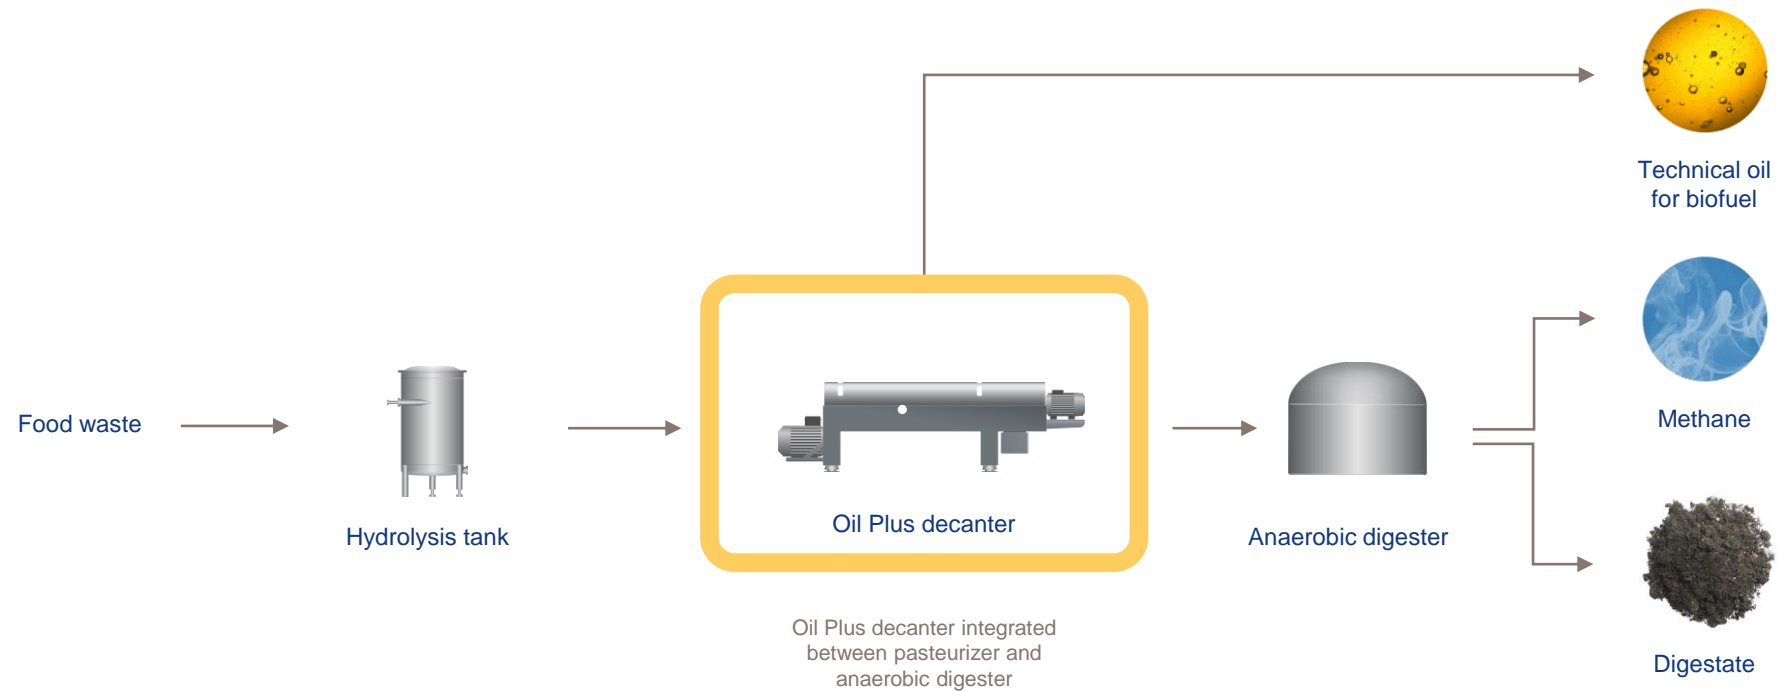 Technical oil
for biofuel
Food waste
Hydrolysis tank
Oil Plus decanter
Anaerobic digester
Methane
Oil Plus decanter integrated
between pasteurizer and
anaerobic digester
Digestate